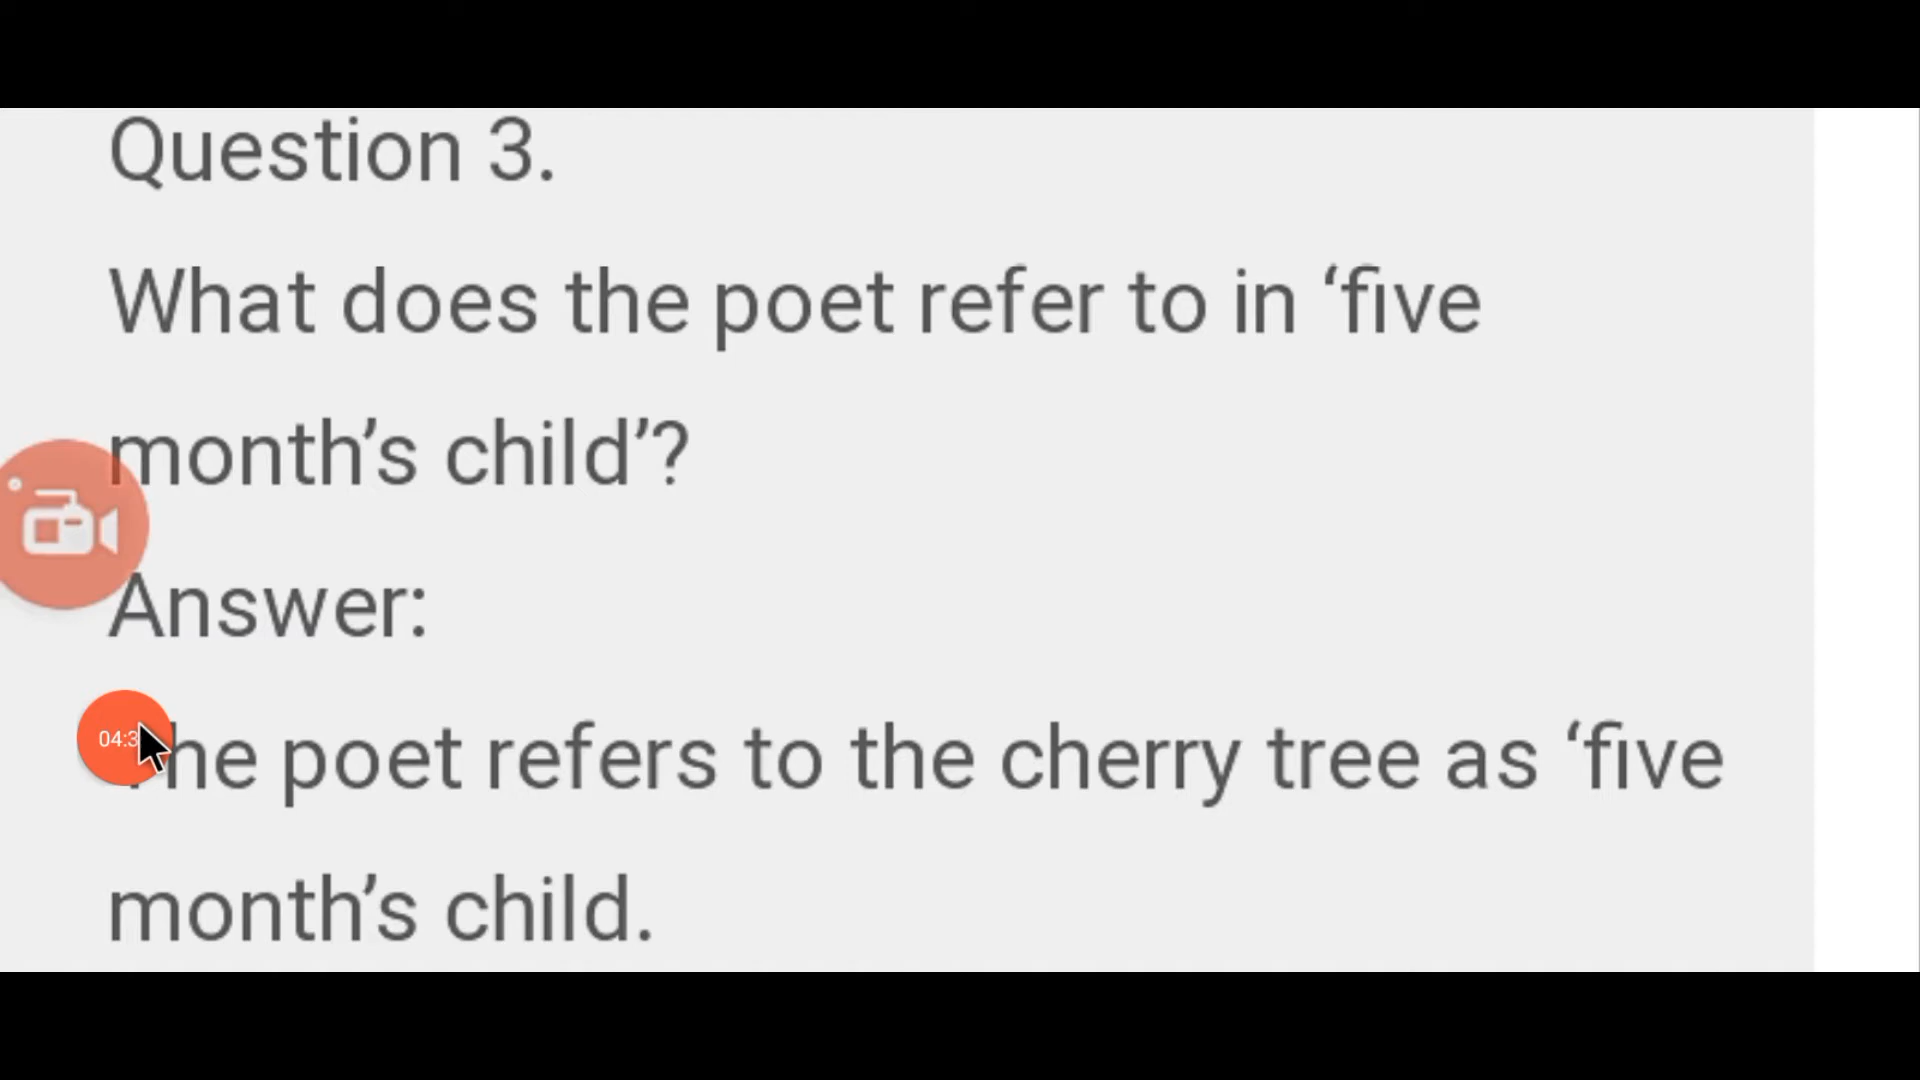 Question 3.
What does the poet refer to in ‘five
month’s child’?
Answer:
The poet refers to the cherry tree as ‘five
month’s child.